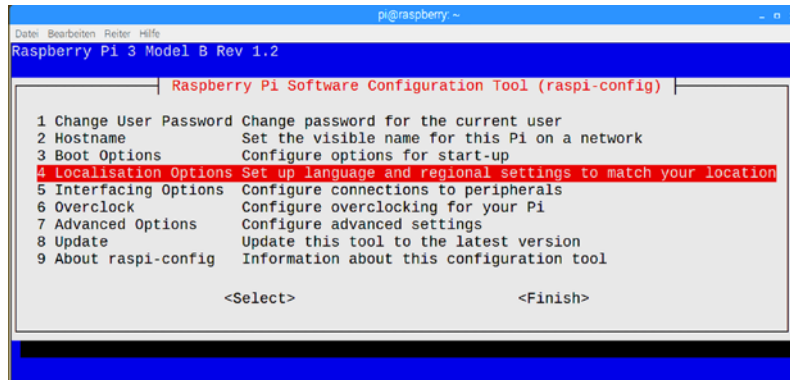 pi@raspberry: ~
Datei Bearbeiten Reiter Hilfe
Raspberry Pi 3 Model B Rev 1.2
Raspberry Pi Software Configuration Tool (raspi-config)
1 Change User Password Change password for the current user
2 Hostname Set the visible name for this Pi on a network
3 Boot Options Configure options for start-up
4 Localisation Options Set up language and regional settings to match your location
5 Interfacing Options Configure connections to peripherals
6 Overclock Configure overclocking for your Pi
7 Advanced Options Configure advanced settings
8 Update Update this tool to the latest version
9 About raspi-config Information about this configuration tool
<Select> <Finish>